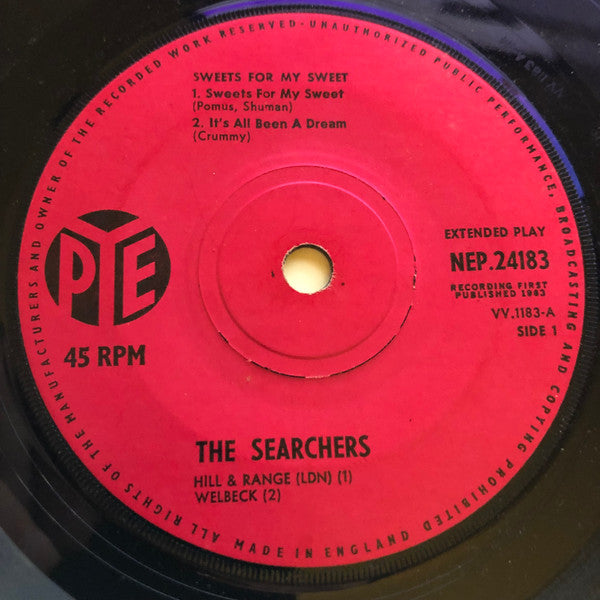 ALL RIGHTS OF THE MANUFACTURERS AND OWNER OF THE RECORDED WORK RESERVED - UNAUTHORIZED PUBLIC PERFORMANCE, BROADCASTING AND COPYING PROHIBITED
MADE IN ENGLAND
SWEETS FOR MY SWEET
1. Sweets For My Sweet
(Pomus, Shuman)
2. It's All Been A Dream
(Crummy)
PYE
45 RPM
EXTENDED PLAY
NEP.24183
RECORDING FIRST
PUBLISHED 1963
VV.1183-A
SIDE 1
THE SEARCHERS
HILL & RANGE (LDN) (1)
WELBECK (2)